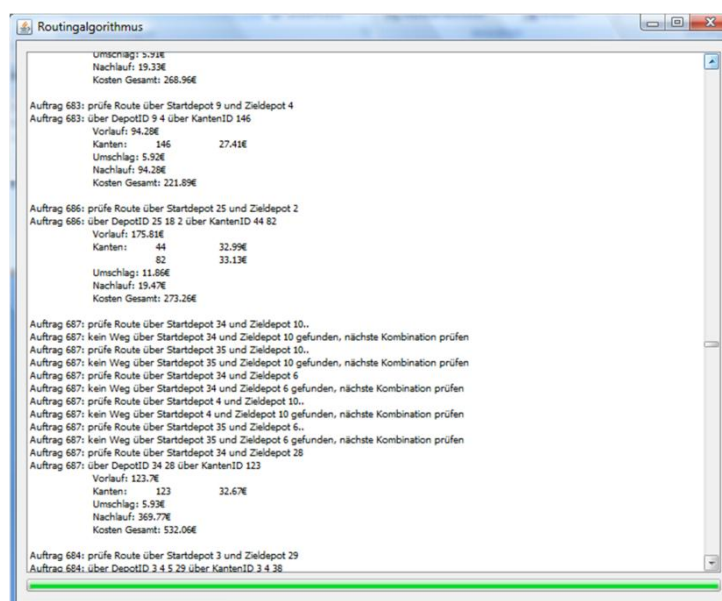 Routingalgorithmus
Umschlag: 5.91€
Nachlauf: 19.33€
Kosten Gesamt: 268.96€
Auftrag 683: prüfe Route über Startdepot 9 und Zieldepot 4
Auftrag 683: über DepotID 9 4 über KantenID 146
Vorlauf: 94.28€
Kanten: 146 27.41€
Umschlag: 5.92€
Nachlauf: 94.28€
Kosten Gesamt: 221.89€
Auftrag 686: prüfe Route über Startdepot 25 und Zieldepot 2
Auftrag 686: über DepotID 25 18 2 über KantenID 44 82
Vorlauf: 175.81€
Kanten: 44 32.99€
82 33.13€
Umschlag: 11.86€
Nachlauf: 19.47€
Kosten Gesamt: 273.26€
Auftrag 687: prüfe Route über Startdepot 34 und Zieldepot 10..
Auftrag 687: kein Weg über Startdepot 34 und Zieldepot 10 gefunden, nächste Kombination prüfen
Auftrag 687: prüfe Route über Startdepot 35 und Zieldepot 10..
Auftrag 687: kein Weg über Startdepot 35 und Zieldepot 10 gefunden, nächste Kombination prüfen
Auftrag 687: prüfe Route über Startdepot 34 und Zieldepot 6
Auftrag 687: kein Weg über Startdepot 34 und Zieldepot 6 gefunden, nächste Kombination prüfen
Auftrag 687: prüfe Route über Startdepot 4 und Zieldepot 10..
Auftrag 687: kein Weg über Startdepot 4 und Zieldepot 10 gefunden, nächste Kombination prüfen
Auftrag 687: prüfe Route über Startdepot 35 und Zieldepot 6..
Auftrag 687: kein Weg über Startdepot 35 und Zieldepot 6 gefunden, nächste Kombination prüfen
Auftrag 687: prüfe Route über Startdepot 34 und Zieldepot 28
Auftrag 687: über DepotID 34 28 über KantenID 123
Vorlauf: 123.7€
Kanten: 123 32.67€
Umschlag: 5.93€
Nachlauf: 369.77€
Kosten Gesamt: 532.06€
Auftrag 684: prüfe Route über Startdepot 3 und Zieldepot 29
Auftrag 684: über DepotID 3 4 5 29 über KantenID 3 4 38